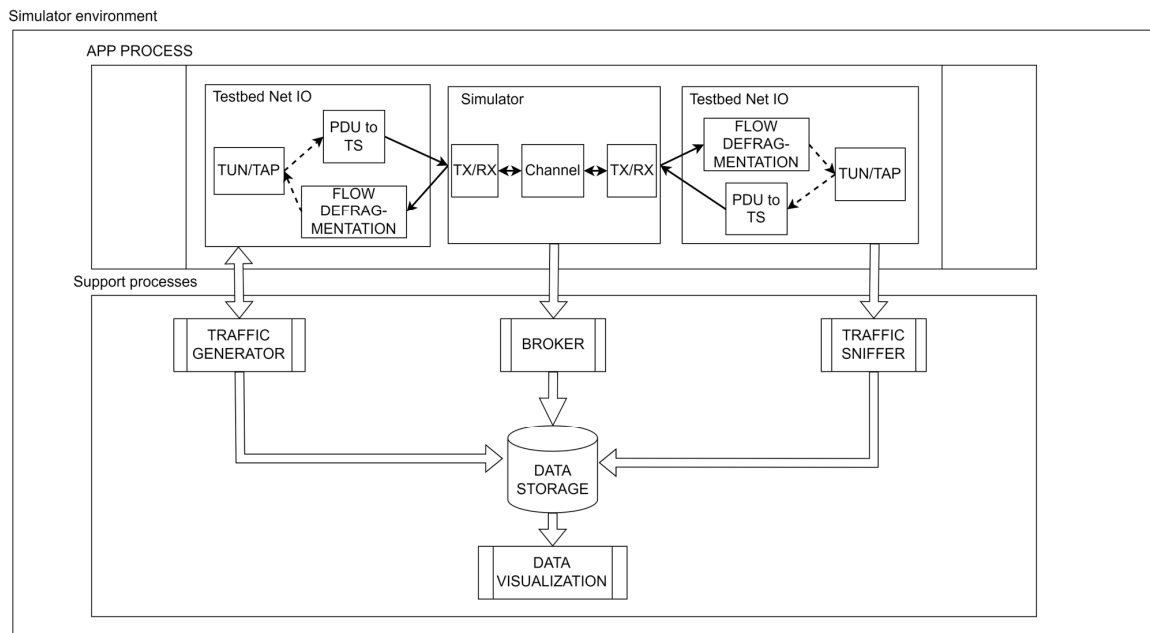 Simulator environment
APP PROCESS
Testbed Net IO
PDU to
TS
TUN/TAP
FLOW
DEFRAG-
MENTATION
Simulator
TX/RX
Channel
TX/RX
Testbed Net IO
FLOW
DEFRAG-
MENTATION
TUN/TAP
PDU to
TS
Support processes
TRAFFIC
GENERATOR
BROKER
TRAFFIC
SNIFFER
DATA
STORAGE
DATA
VISUALIZATION